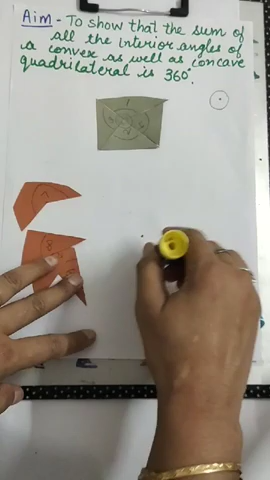 Aim - To show that the sum of
all the interior angles of
a convex as well as concave
quadrilateral is 360°.